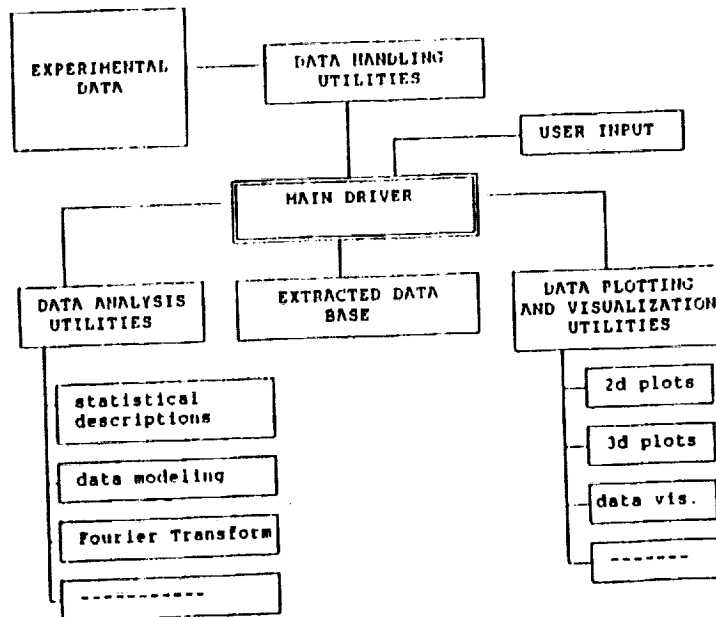 EXPERIMENTAL
DATA
DATA HANDLING
UTILITIES
USER INPUT
MAIN DRIVER
DATA ANALYSIS
UTILITIES
EXTRACTED DATA
BASE
DATA PLOTTING
AND VISUALIZATION
UTILITIES
statistical
descriptions
data modeling
Fourier Transform
-----------
2d plots
3d plots
data vis.
-------